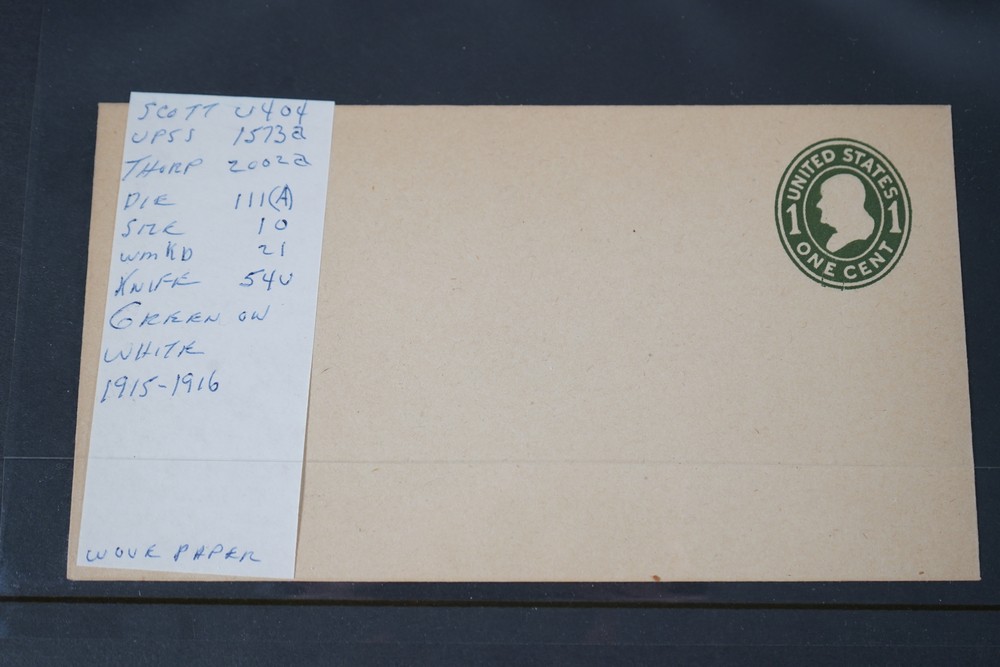 SCOTT U404
UPSS 1573a
THORP 2002a
DIE 111(A)
SIZE 10
WMKD 21
KNIFE 54U
GREEN ON
WHITE
1915-1916
WOVE PAPER
UNITED STATES
1 1
ONE CENT